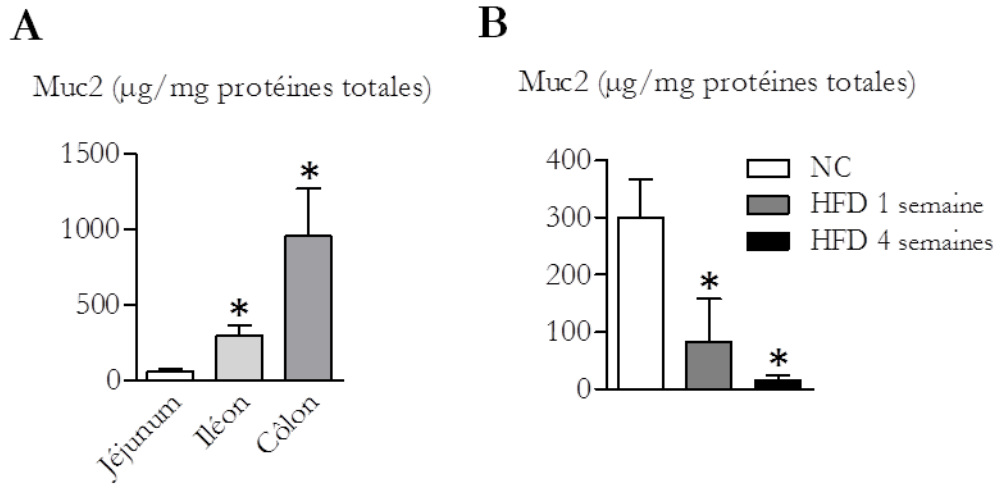 A
Muc2 (µg/mg protéines totales)
1500
1000
500
0
*
*
Jéjunum
Iléon
Côlon
B
Muc2 (µg/mg protéines totales)
400
300
200
100
0
*
*
NC
HFD 1 semaine
HFD 4 semaines